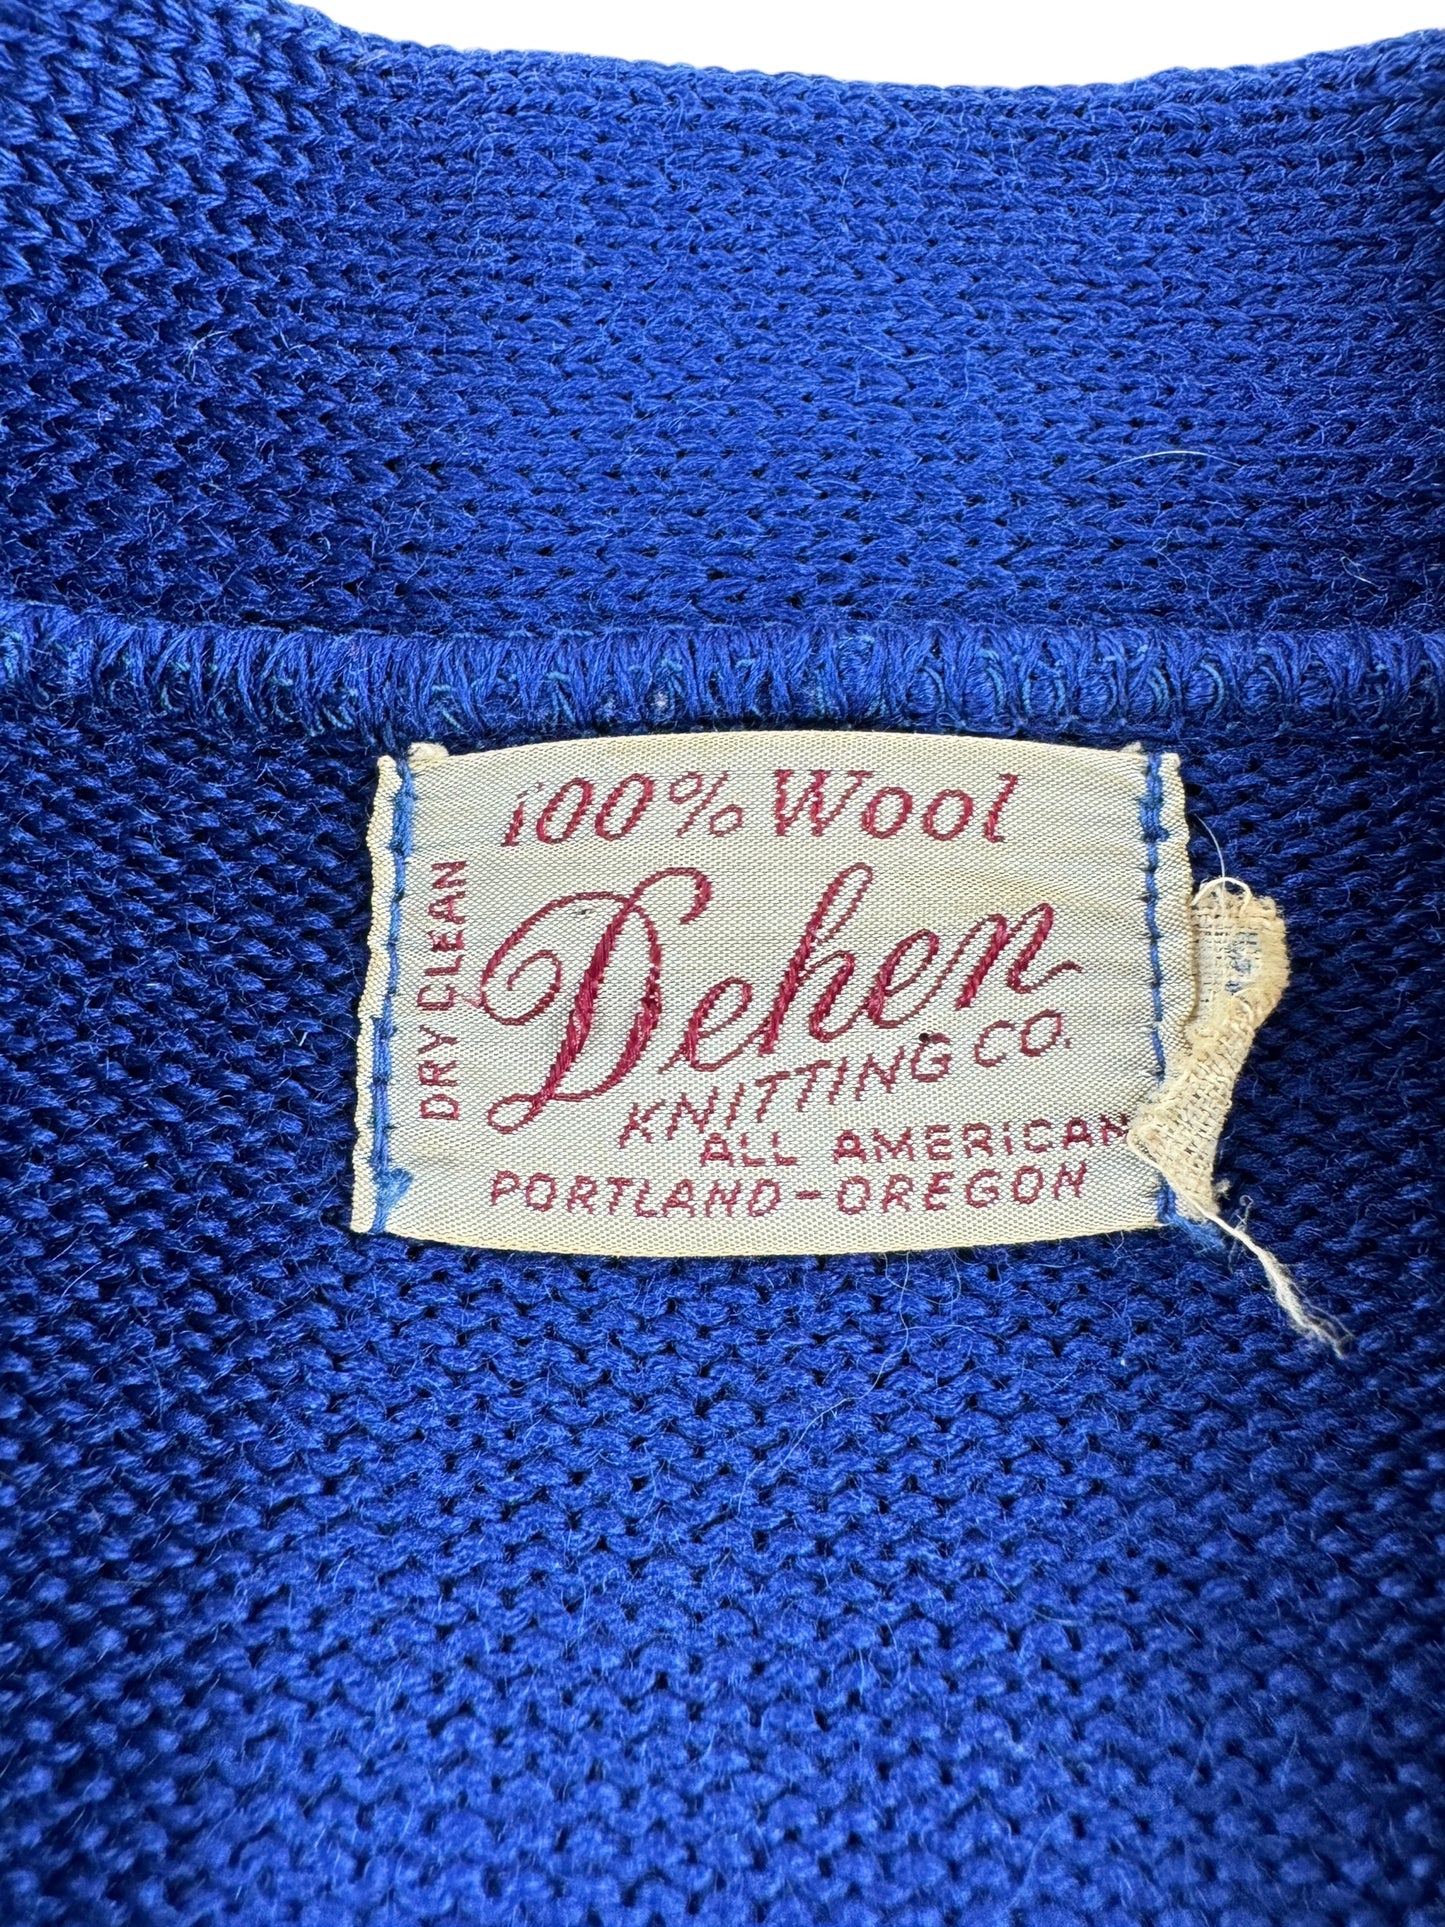 100% Wool
DRY CLEAN
Dehen
KNITTING CO.
ALL AMERICAN
PORTLAND-OREGON